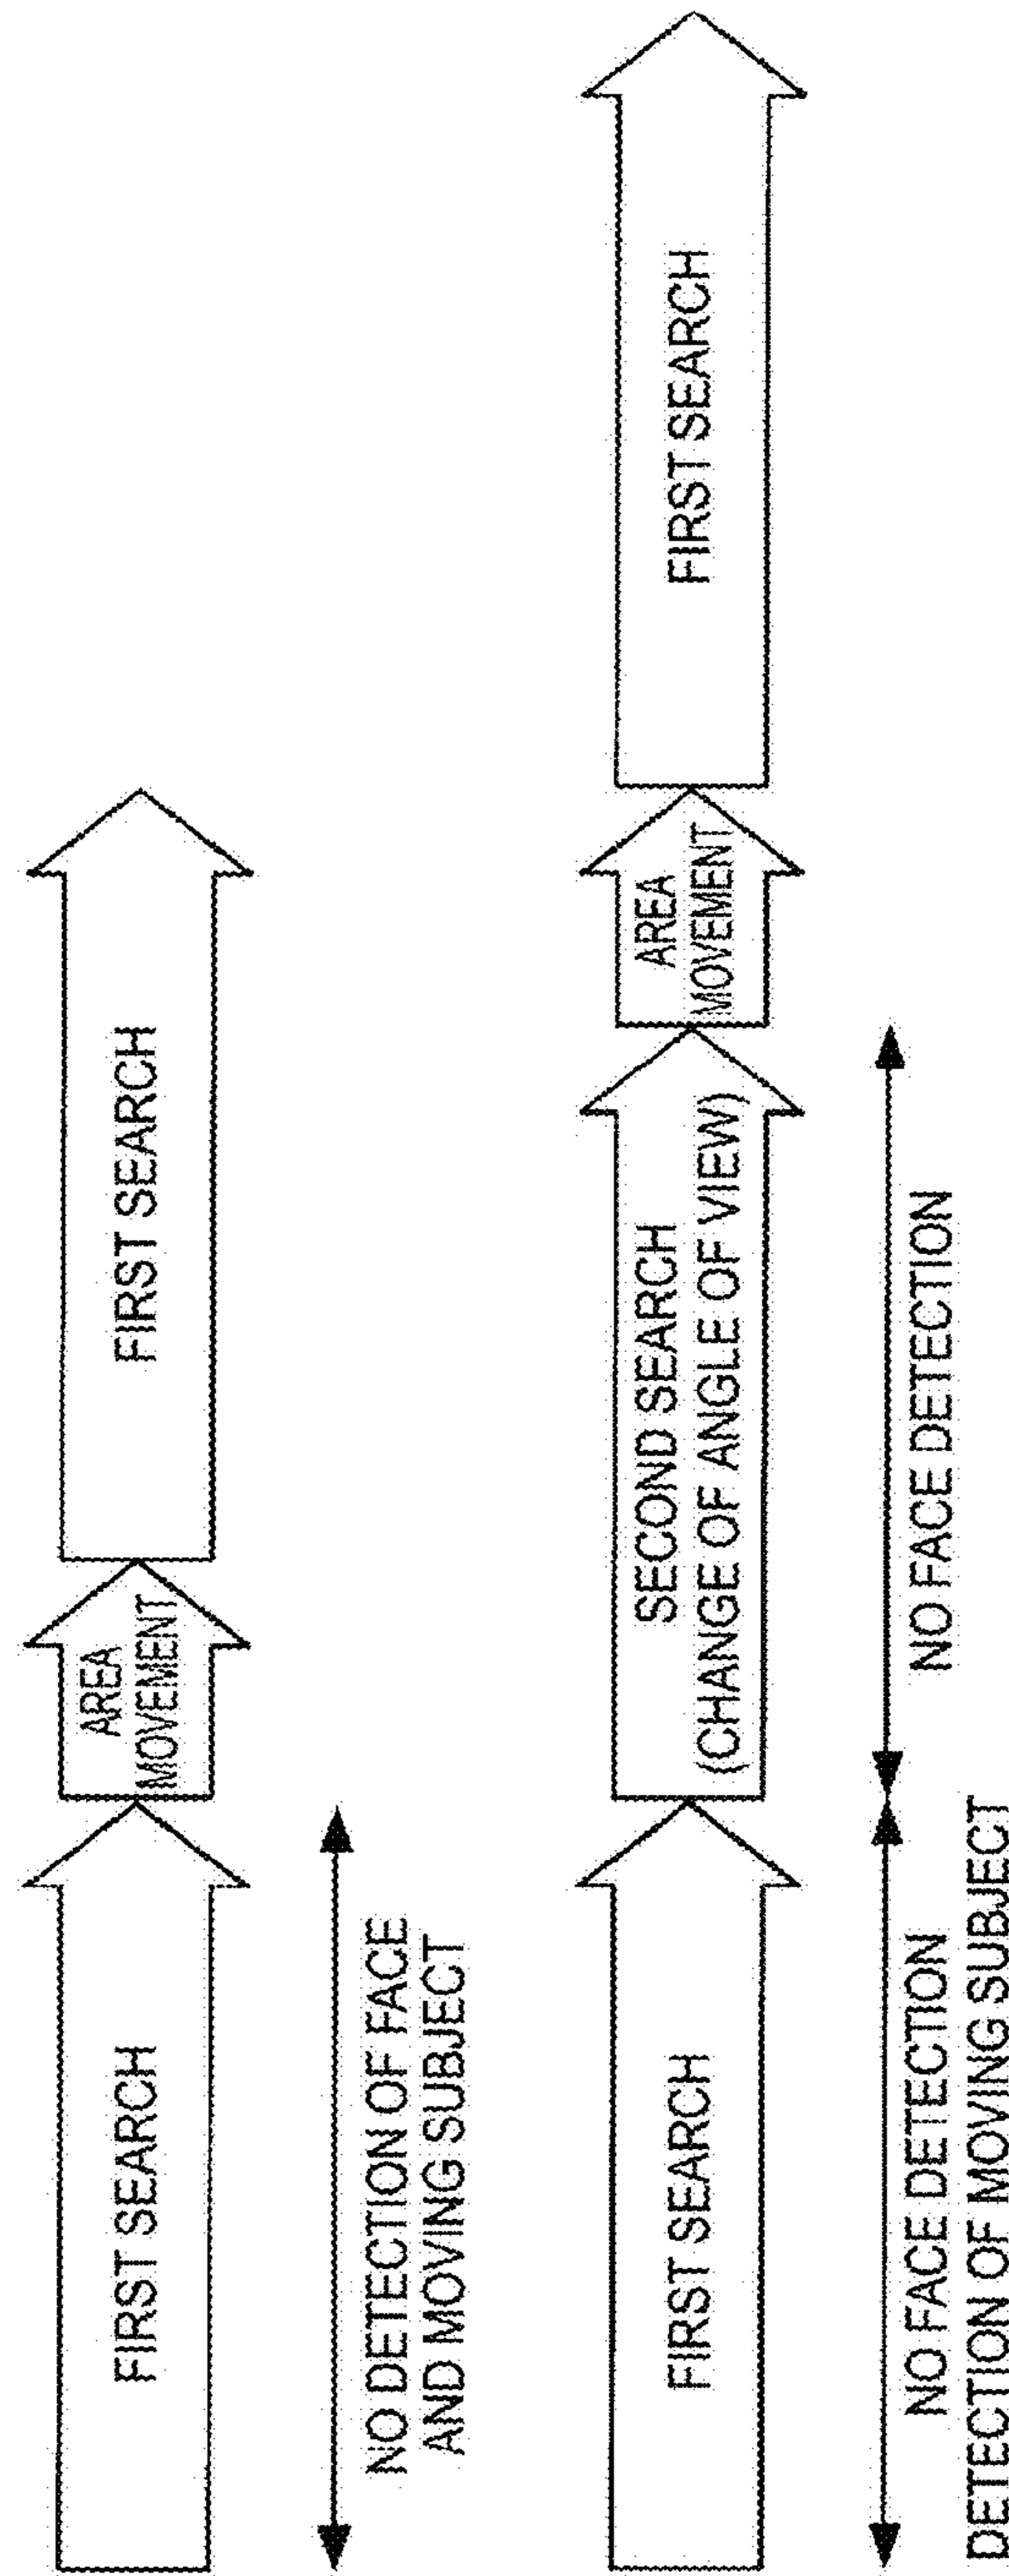 FIRST SEARCH
AREA
MOVEMENT
FIRST SEARCH
NO DETECTION OF FACE
AND MOVING SUBJECT
FIRST SEARCH
SECOND SEARCH
(CHANGE OF ANGLE OF VIEW)
AREA
MOVEMENT
FIRST SEARCH
NO FACE DETECTION
DETECTION OF MOVING SUBJECT
NO FACE DETECTION